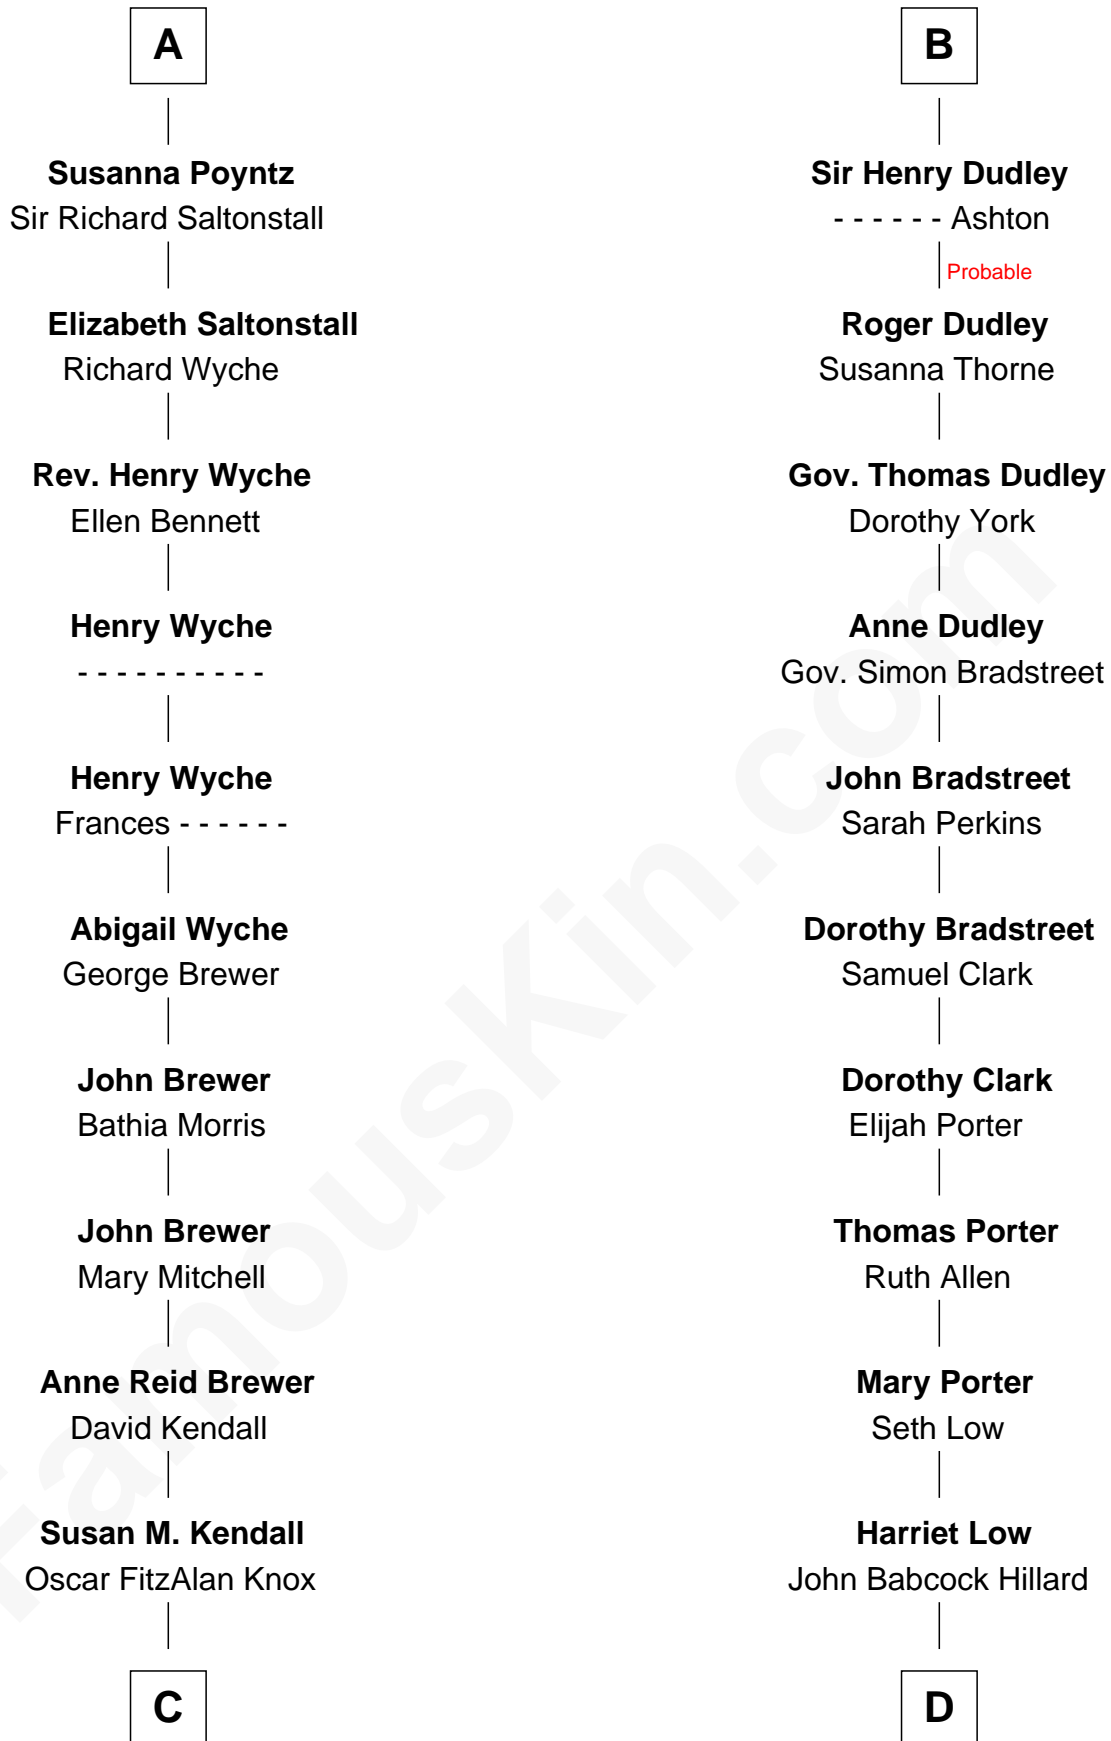 A
Susanna Poyntz
Sir Richard Saltonstall
Elizabeth Saltonstall
Richard Wyche
Rev. Henry Wyche
Ellen Bennett
Henry Wyche
- - - - - - - - - -
Henry Wyche
Frances - - - - - -
Abigail Wyche
George Brewer
John Brewer
Bathia Morris
John Brewer
Mary Mitchell
Anne Reid Brewer
David Kendall
Susan M. Kendall
Oscar FitzAlan Knox
C
B
Sir Henry Dudley
- - - - - - Ashton
Probable
Roger Dudley
Susanna Thorne
Gov. Thomas Dudley
Dorothy York
Anne Dudley
Gov. Simon Bradstreet
John Bradstreet
Sarah Perkins
Dorothy Bradstreet
Samuel Clark
Dorothy Clark
Elijah Porter
Thomas Porter
Ruth Allen
Mary Porter
Seth Low
Harriet Low
John Babcock Hillard
D
FamousKin.com